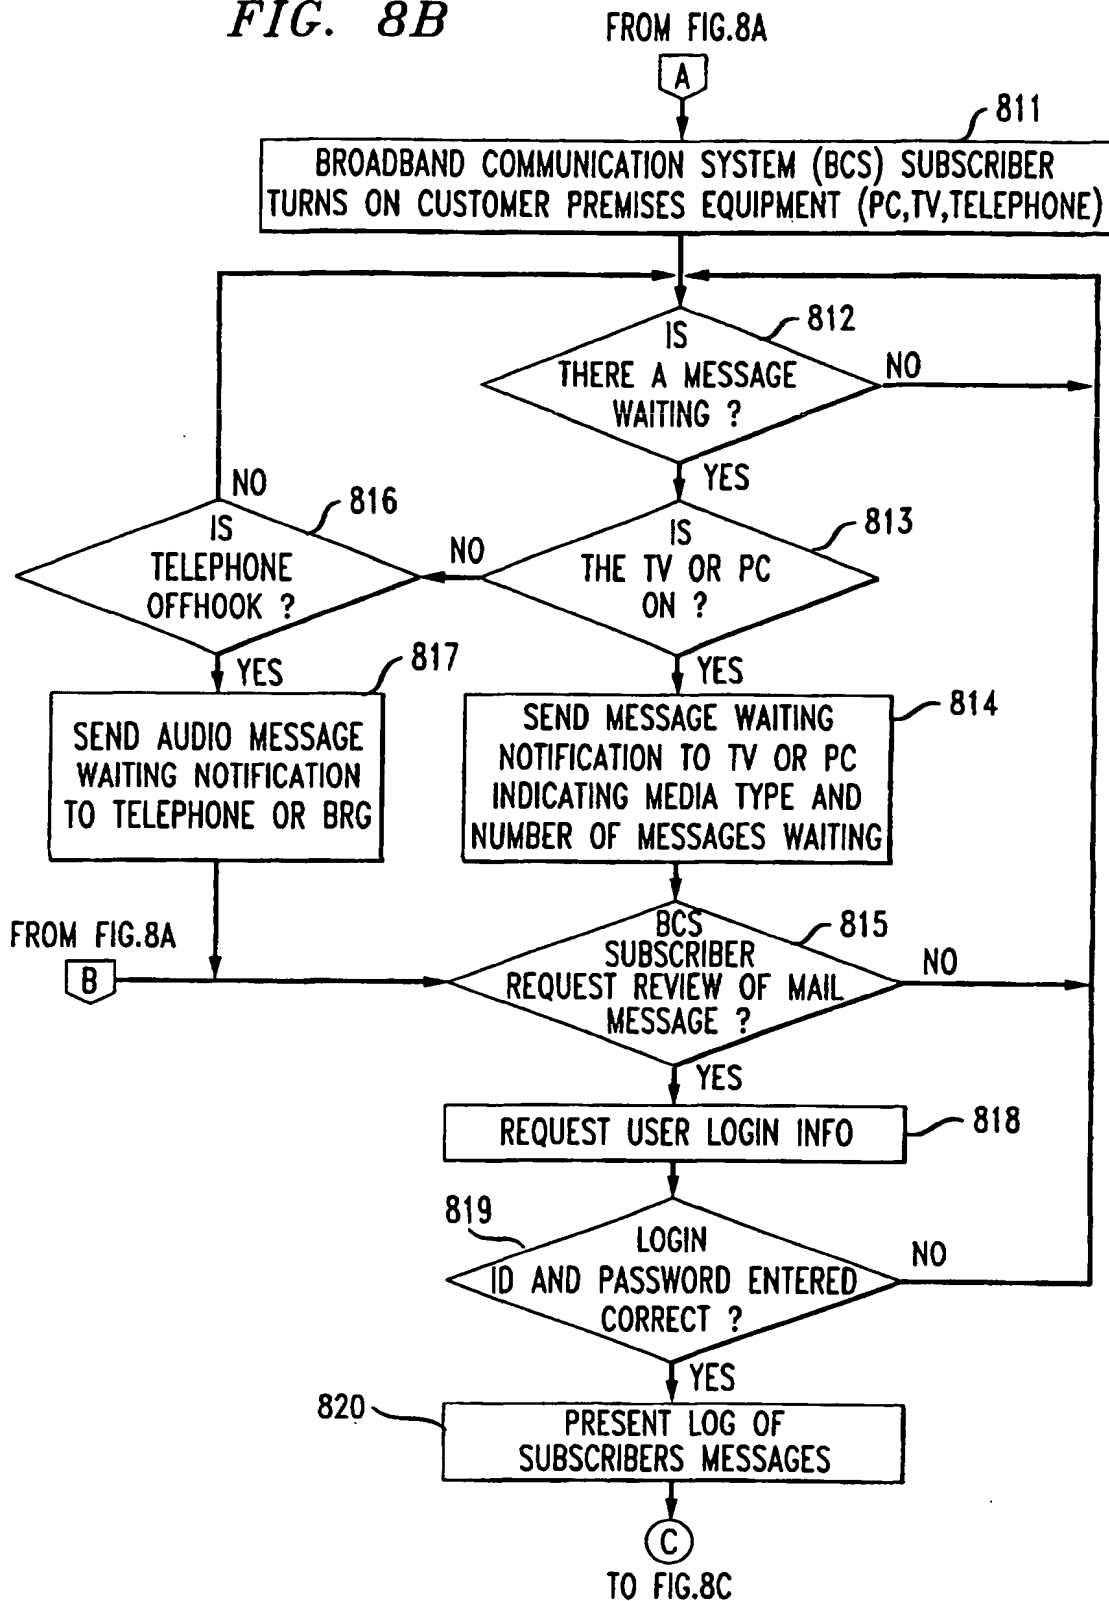 FIG. 8B
FROM FIG.8A
A
811
BROADBAND COMMUNICATION SYSTEM (BCS) SUBSCRIBER
TURNS ON CUSTOMER PREMISES EQUIPMENT (PC,TV,TELEPHONE)
812
IS
THERE A MESSAGE
WAITING ?
NO
YES
813
IS
THE TV OR PC
ON ?
NO
YES
816
NO
IS
TELEPHONE
OFFHOOK ?
YES
817
SEND AUDIO MESSAGE
WAITING NOTIFICATION
TO TELEPHONE OR BRG
814
SEND MESSAGE WAITING
NOTIFICATION TO TV OR PC
INDICATING MEDIA TYPE AND
NUMBER OF MESSAGES WAITING
FROM FIG.8A
B
815
BCS
SUBSCRIBER
REQUEST REVIEW OF MAIL
MESSAGE ?
NO
YES
REQUEST USER LOGIN INFO
818
819
LOGIN
ID AND PASSWORD ENTERED
CORRECT ?
NO
YES
820
PRESENT LOG OF
SUBSCRIBERS MESSAGES
C
TO FIG.8C